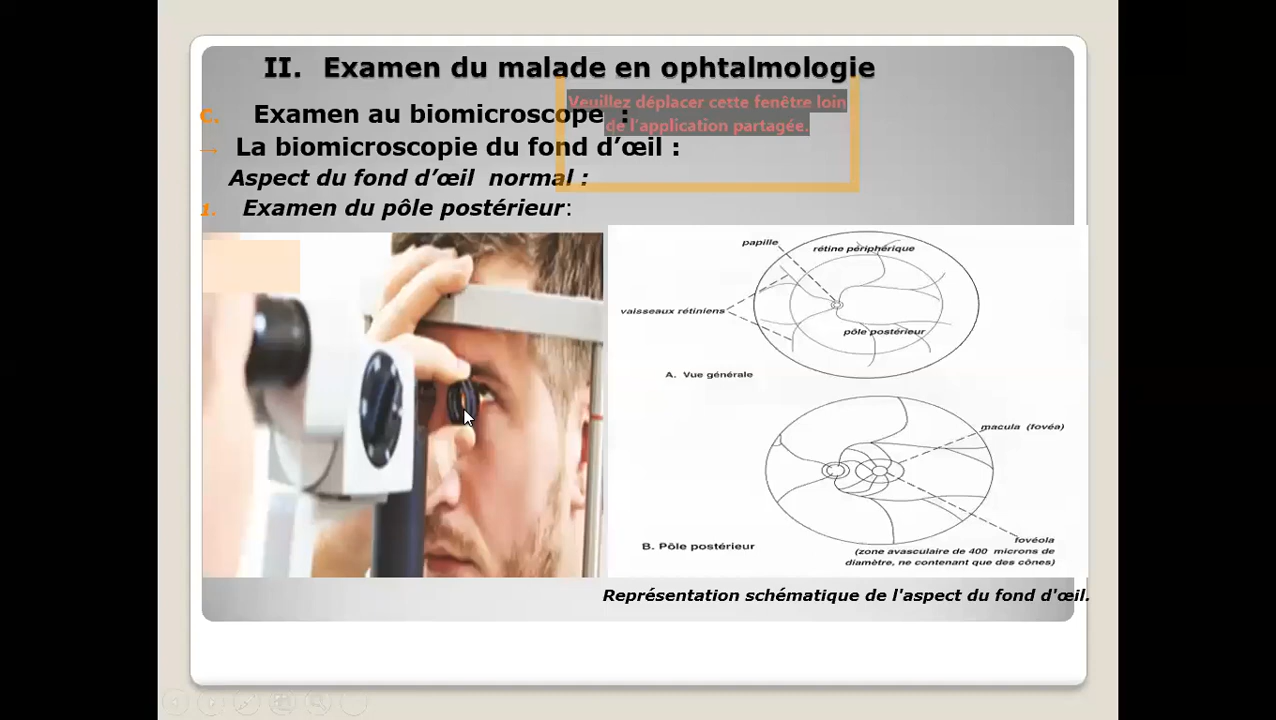 II. Examen du malade en ophtalmologie
c. Examen au biomicroscope :
Veuillez déplacer cette fenêtre loin
de l'application partagée.
→ La biomicroscopie du fond d’œil :
Aspect du fond d’œil normal :
1. Examen du pôle postérieur:
papille
rétine périphérique
vaisseaux rétiniens
pôle postérieur
A. Vue générale
macula (fovéa)
fovéola
(zone avasculaire de 400 microns de
diamètre, ne contenant que des cônes)
B. Pôle postérieur
Représentation schématique de l'aspect du fond d'œil.